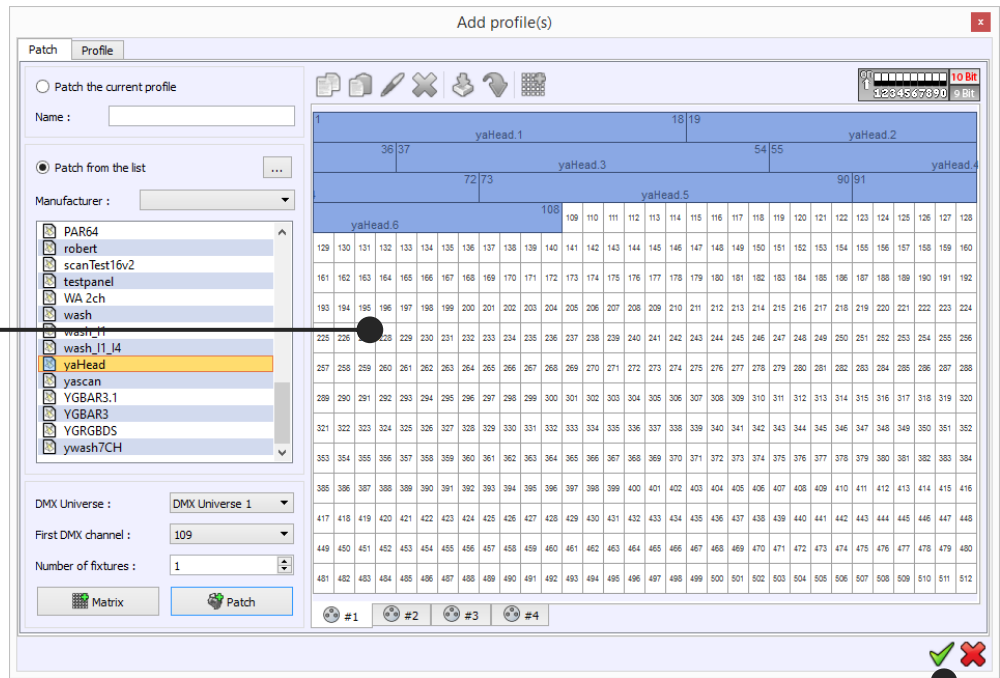 Add profile(s)
x
Patch Profile
Patch the current profile
Name :
Patch from the list
...
Manufacturer :
PAR64
robert
scanTest16v2
testpanel
WA 2ch
wash
wash_l1_l4
yaHead
yascan
YGBAR3.1
YGBAR3
YGRGBDS
ywash7CH
DMX Universe : DMX Universe 1
First DMX channel : 109
Number of fixtures : 1
Matrix Patch
10 Bit
1234567890 9 Bit
1 18 19
yaHead.1 yaHead.2
36 37 54 55
yaHead.3 yaHead.4
72 73 90 91
yaHead.5
108
yaHead.6
109 110 111 112 113 114 115 116 117 118 119 120 121 122 123 124 125 126 127 128
129 130 131 132 133 134 135 136 137 138 139 140 141 142 143 144 145 146 147 148 149 150 151 152 153 154 155 156 157 158 159 160
161 162 163 164 165 166 167 168 169 170 171 172 173 174 175 176 177 178 179 180 181 182 183 184 185 186 187 188 189 190 191 192
193 194 195 196 197 198 199 200 201 202 203 204 205 206 207 208 209 210 211 212 213 214 215 216 217 218 219 220 221 222 223 224
225 226 228 229 230 231 232 233 234 235 236 237 238 239 240 241 242 243 244 245 246 247 248 249 250 251 252 253 254 255 256
257 258 259 260 261 262 263 264 265 266 267 268 269 270 271 272 273 274 275 276 277 278 279 280 281 282 283 284 285 286 287 288
289 290 291 292 293 294 295 296 297 298 299 300 301 302 303 304 305 306 307 308 309 310 311 312 313 314 315 316 317 318 319 320
321 322 323 324 325 326 327 328 329 330 331 332 333 334 335 336 337 338 339 340 341 342 343 344 345 346 347 348 349 350 351 352
353 354 355 356 357 358 359 360 361 362 363 364 365 366 367 368 369 370 371 372 373 374 375 376 377 378 379 380 381 382 383 384
385 386 387 388 389 390 391 392 393 394 395 396 397 398 399 400 401 402 403 404 405 406 407 408 409 410 411 412 413 414 415 416
417 418 419 420 421 422 423 424 425 426 427 428 429 430 431 432 433 434 435 436 437 438 439 440 441 442 443 444 445 446 447 448
449 450 451 452 453 454 455 456 457 458 459 460 461 462 463 464 465 466 467 468 469 470 471 472 473 474 475 476 477 478 479 480
481 482 483 484 485 486 487 488 489 490 491 492 493 494 495 496 497 498 499 500 501 502 503 504 505 506 507 508 509 510 511 512
#1 #2 #3 #4